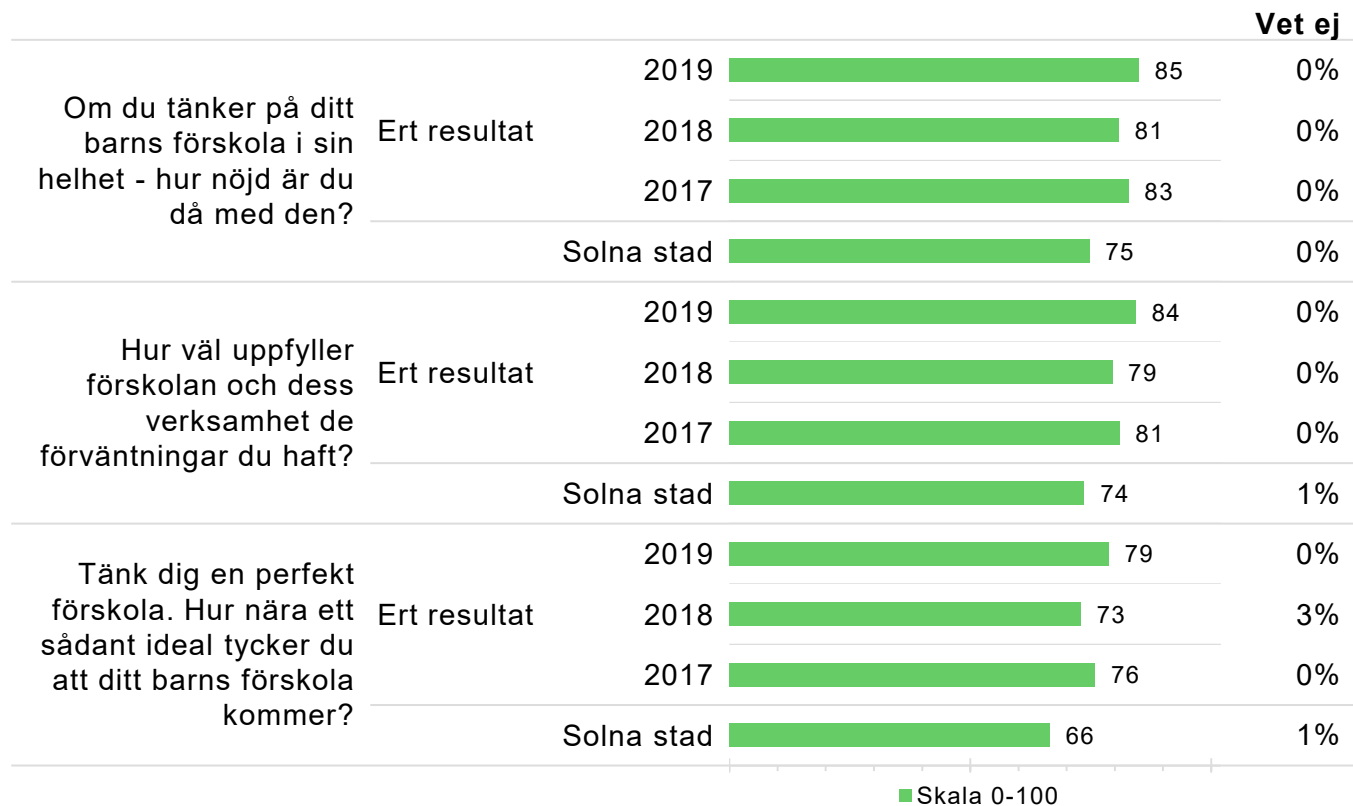 Vet ej
Om du tänker på ditt
barns förskola i sin
helhet - hur nöjd är du
då med den?
Ert resultat
2019 85 0%
2018 81 0%
2017 83 0%
Solna stad 75 0%
Hur väl uppfyller
förskolan och dess
verksamhet de
förväntningar du haft?
Ert resultat
2019 84 0%
2018 79 0%
2017 81 0%
Solna stad 74 1%
Tänk dig en perfekt
förskola. Hur nära ett
sådant ideal tycker du
att ditt barns förskola
kommer?
Ert resultat
2019 79 0%
2018 73 3%
2017 76 0%
Solna stad 66 1%
Skala 0-100